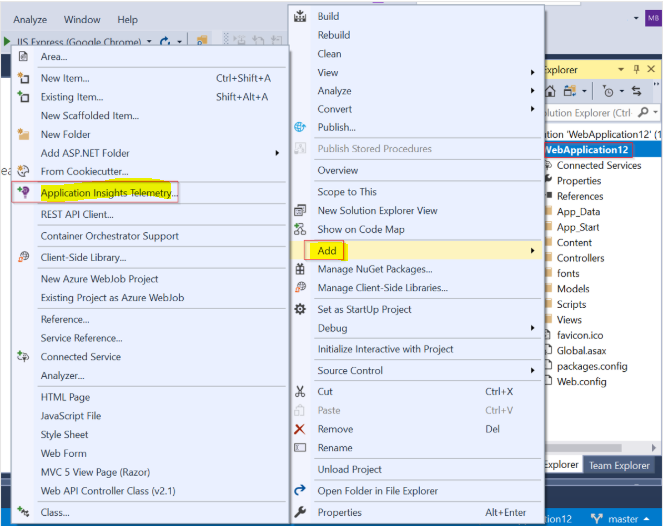 Analyze Window Help
IIS Express (Google Chrome)
MB
Area...
New Item... Ctrl+Shift+A
Existing Item... Shift+Alt+A
New Scaffolded Item...
New Folder
Add ASP.NET Folder
From Cookiecutter...
Application Insights Telemetry...
REST API Client...
Container Orchestrator Support
Client-Side Library...
New Azure WebJob Project
Existing Project as Azure WebJob
Reference...
Service Reference...
Connected Service
Analyzer...
HTML Page
JavaScript File
Style Sheet
Web Form
MVC 5 View Page (Razor)
Web API Controller Class (v2.1)
Class...
Build
Rebuild
Clean
View
Analyze
Convert
Publish...
Publish Stored Procedures
Overview
Scope to This
New Solution Explorer View
Show on Code Map
Add
Manage NuGet Packages...
Manage Client-Side Libraries...
Set as StartUp Project
Debug
Initialize Interactive with Project
Source Control
Cut Ctrl+X
Paste Ctrl+V
Remove Del
Rename
Unload Project
Open Folder in File Explorer
Properties Alt+Enter
xplorer
olution Explorer (Ctrl
tion 'WebApplication12' (1
WebApplication12
Connected Services
Properties
References
App_Data
App_Start
Content
Controllers
fonts
Models
Scripts
Views
favicon.ico
Global.asax
packages.config
Web.config
xplorer Team Explorer
tion12 master